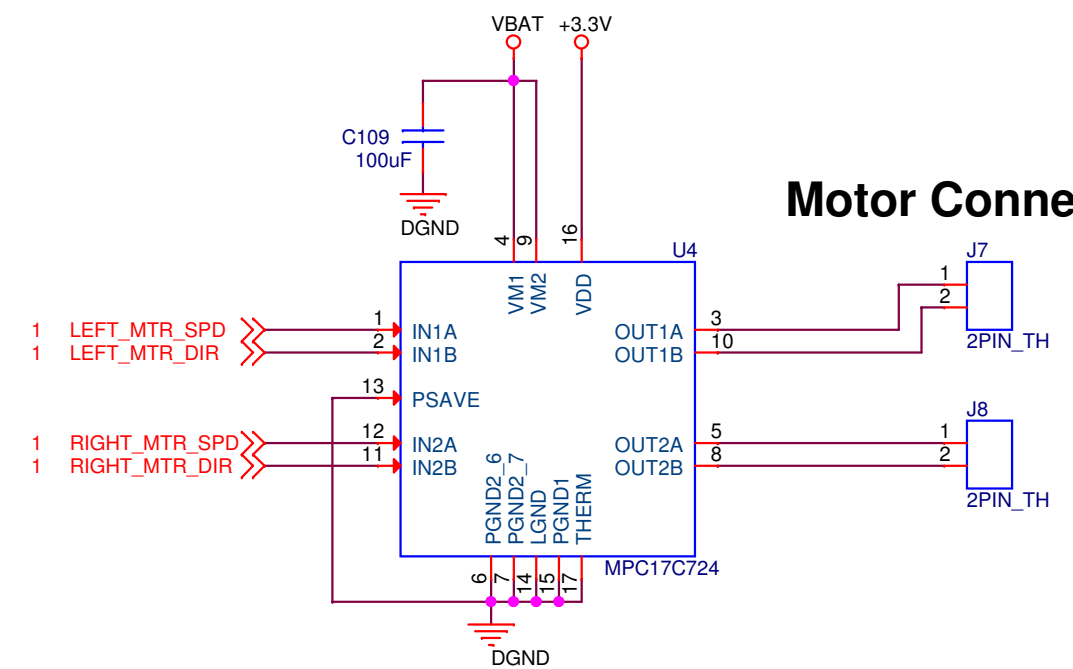 VBAT +3.3V
C109
100uF
DGND
Motor Conne
4 9 16
U4
J7
VM1 VM2 VDD
1 LEFT_MTR_SPD 1 IN1A
1 LEFT_MTR_DIR 2 IN1B
OUT1A 3 1
OUT1B 10 2
2PIN_TH
13 PSAVE
1 RIGHT_MTR_SPD 12 IN2A
1 RIGHT_MTR_DIR 11 IN2B
J8
OUT2A 5 1
OUT2B 8 2
2PIN_TH
PGND2_6 PGND2_7 LGND PGND1 THERM
6 7 14 15 17
MPC17C724
DGND